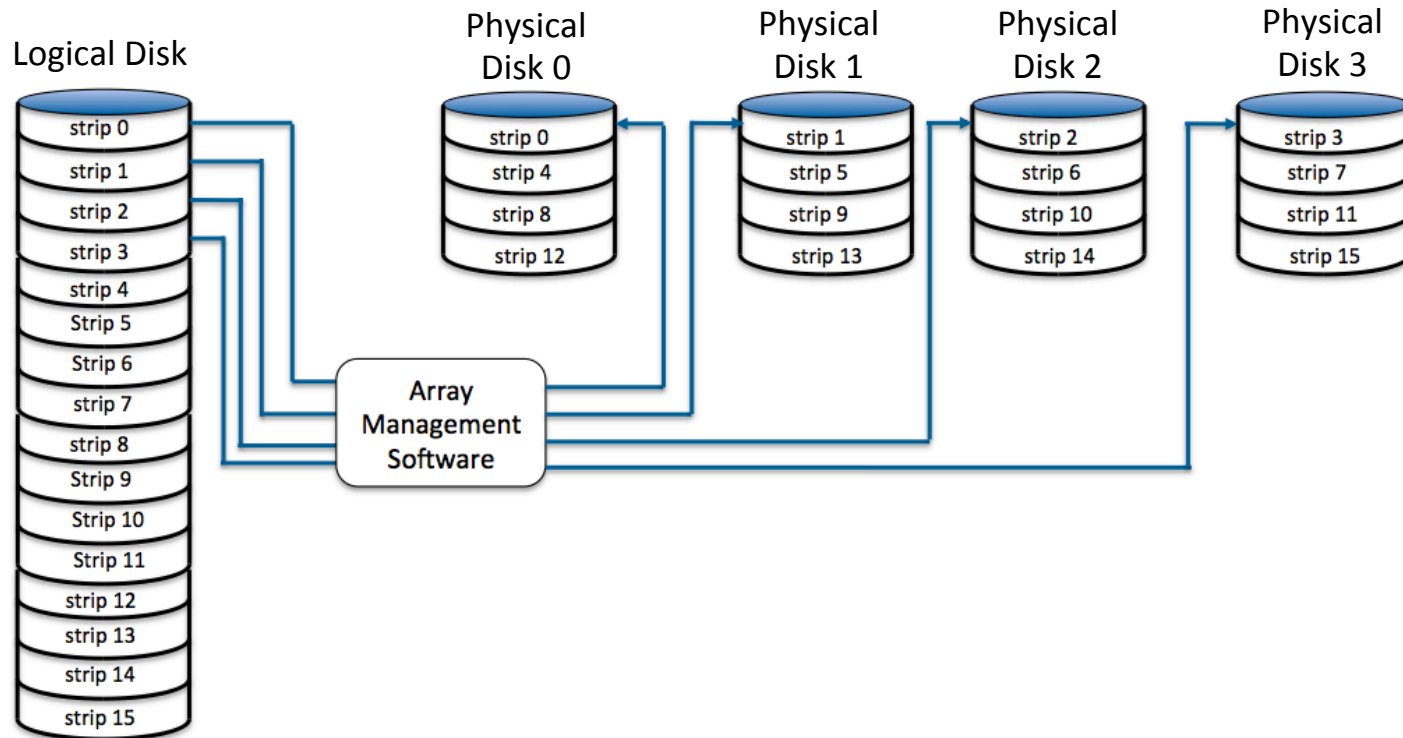 Logical Disk
strip 0
strip 1
strip 2
strip 3
strip 4
Strip 5
Strip 6
strip 7
strip 8
Strip 9
Strip 10
Strip 11
strip 12
strip 13
strip 14
strip 15
Array
Management
Software
Physical
Disk 0
strip 0
strip 4
strip 8
strip 12
Physical
Disk 1
strip 1
strip 5
strip 9
strip 13
Physical
Disk 2
strip 2
strip 6
strip 10
strip 14
Physical
Disk 3
strip 3
strip 7
strip 11
strip 15